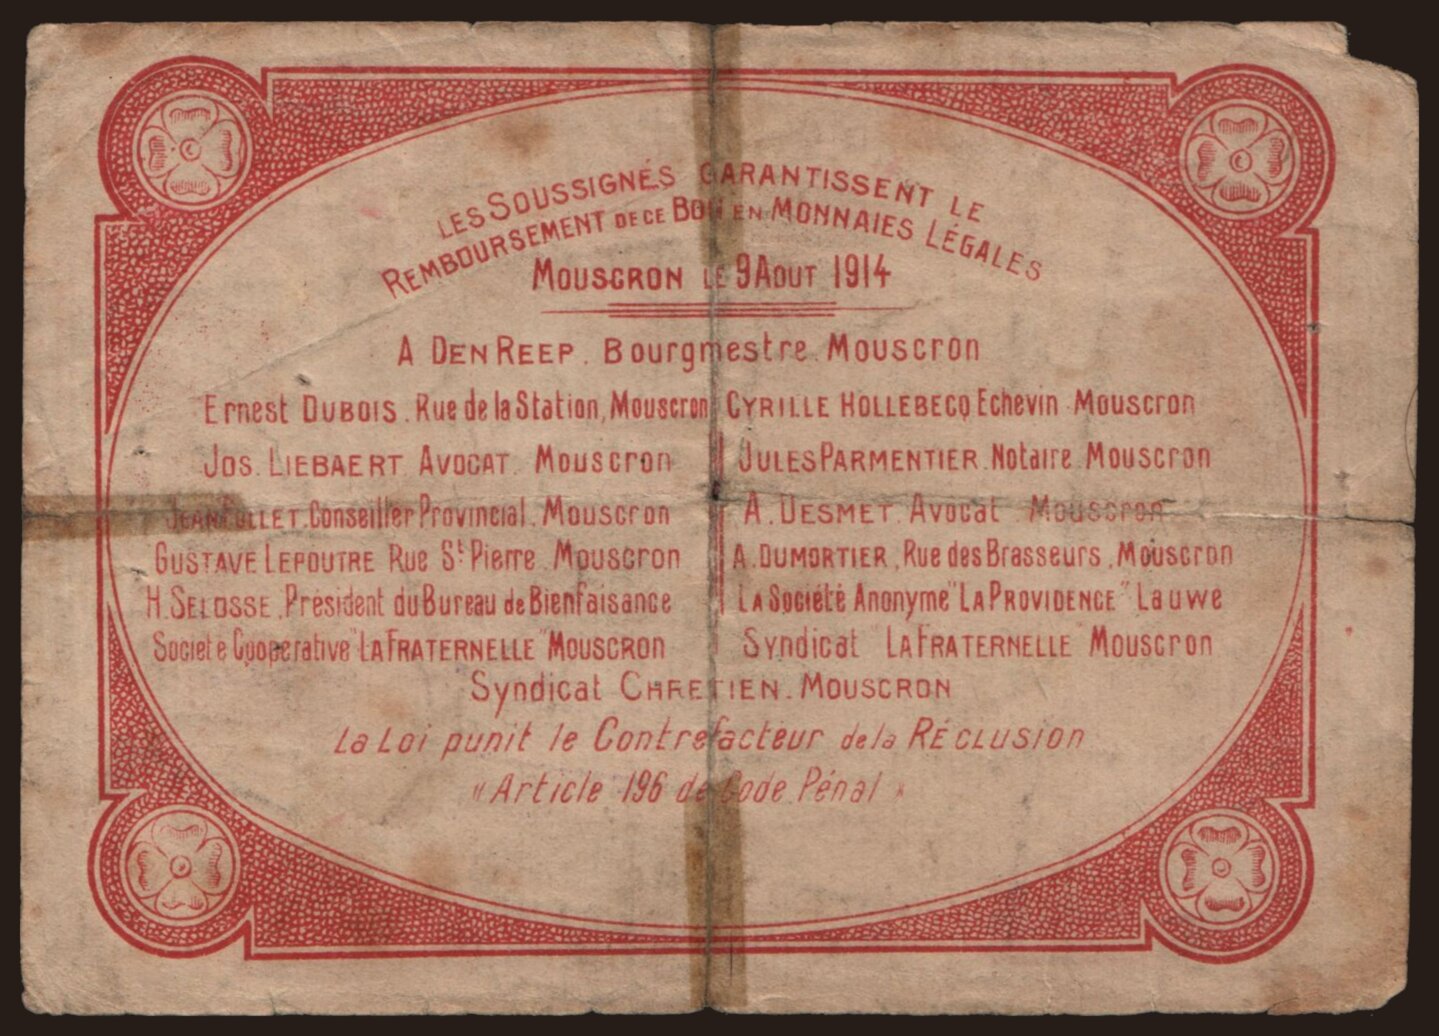 LES SOUSSIGNÉS GARANTISSENT LE
REMBOURSEMENT DE CE BON EN MONNAIES LÉGALES
MOUSCRON LE 9 AOUT 1914
A DEN REEP. Bourgmestre. Mouscron
Ernest DUBOIS. Rue de la Station, Mouscron
CYRILLE HOLLEBECQ Echevin. Mouscron
JOS. LIEBAERT. AVOCAT. Mouscron
JULES PARMENTIER. Notaire. Mouscron
JEAN FOLLET. Conseiller Provincial. Mouscron
A. DESMET. Avocat. Mouscron
GUSTAVE LEPOUTRE Rue St Pierre. Mouscron
A. DUMORTIER, Rue des Brasseurs, Mouscron
H. SELOSSE. Président du Bureau de Bienfaisance
LA Société Anonyme "LA PROVIDENCE" Lauwe
Societé Coopérative "LA FRATERNELLE" MOUSCRON
Syndicat "LA FRATERNELLE" Mouscron
Syndicat CHRETIEN. MOUSCRON
La Loi punit le Contrefacteur de la RÉCLUSION
«Article 196 de Code Pénal»